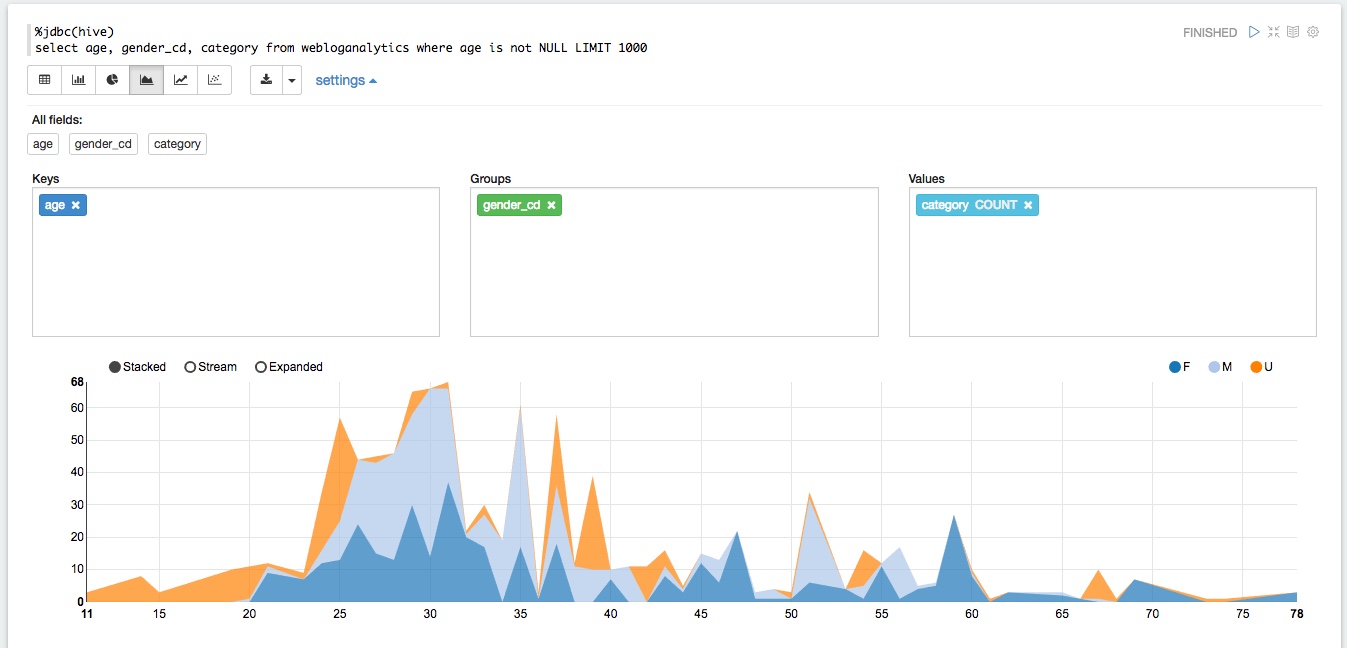 %jdbc(hive)
FINISHED
select age, gender_cd, category from webloganalytics where age is not NULL LIMIT 1000
settings
All fields:
age gender_cd category
Keys Groups Values
age × gender_cd × category COUNT ×
Stacked Stream Expanded F M U
68
60
50
40
30
20
10
0
11 15 20 25 30 35 40 45 50 55 60 65 70 75 78